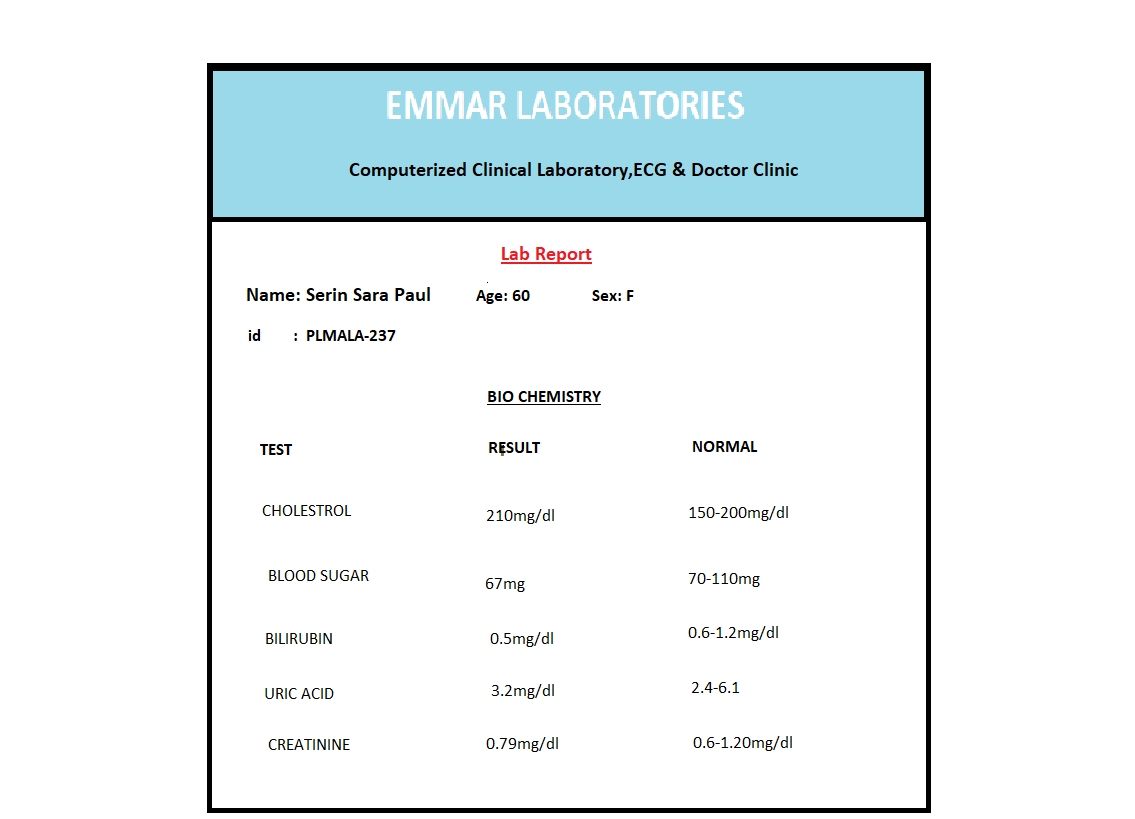 EMMAR LABORATORIES
Computerized Clinical Laboratory,ECG & Doctor Clinic
Lab Report
Name: Serin Sara Paul Age: 60 Sex: F
id : PLMALA-237
BIO CHEMISTRY
TEST RESULT NORMAL
CHOLESTROL 210mg/dl 150-200mg/dl
BLOOD SUGAR 67mg 70-110mg
BILIRUBIN 0.5mg/dl 0.6-1.2mg/dl
URIC ACID 3.2mg/dl 2.4-6.1
CREATININE 0.79mg/dl 0.6-1.20mg/dl